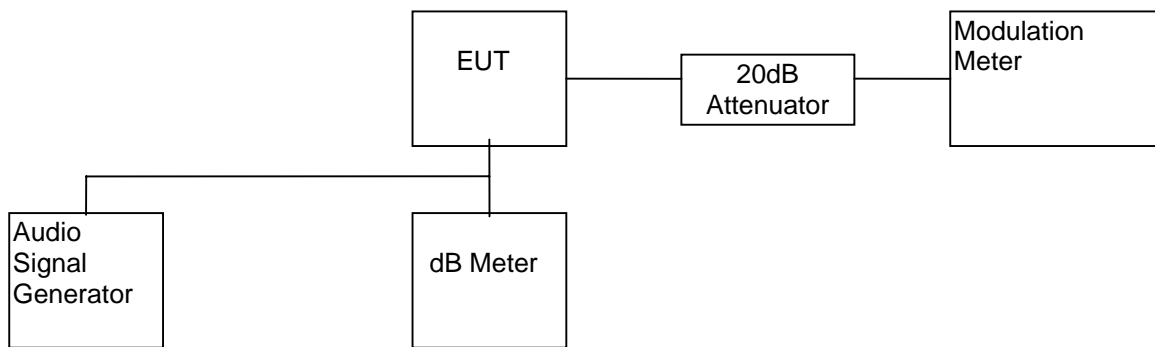 EUT
20dB
Attenuator
Modulation
Meter
Audio
Signal
Generator
dB Meter